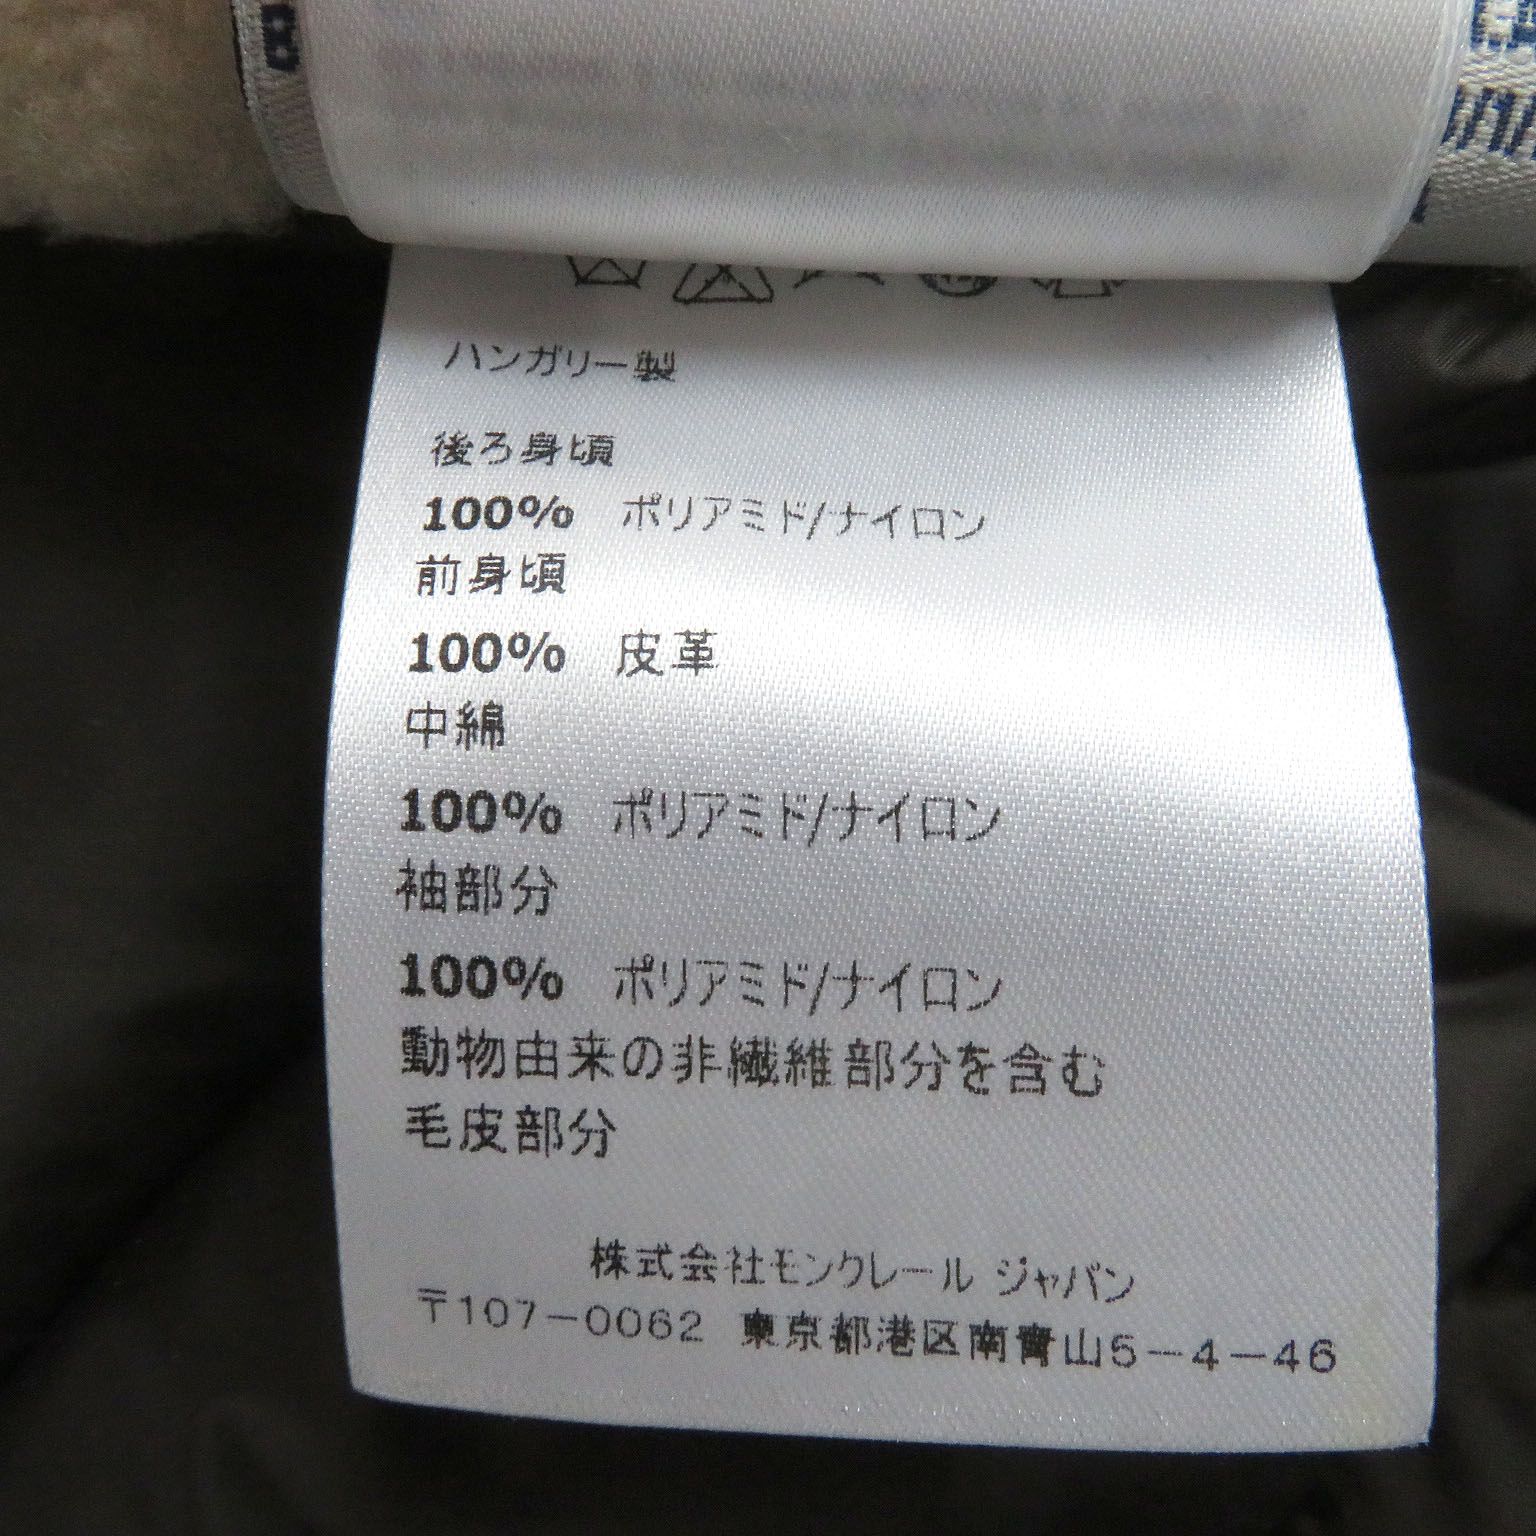 ハンガリー製
後ろ身頃
100% ポリアミド/ナイロン
前身頃
100% 皮革
中綿
100% ポリアミド/ナイロン
袖部分
100% ポリアミド/ナイロン
動物由来の非繊維部分を含む
毛皮部分
株式会社モンクレール ジャパン
〒107-0062 東京都港区南青山5-4-46